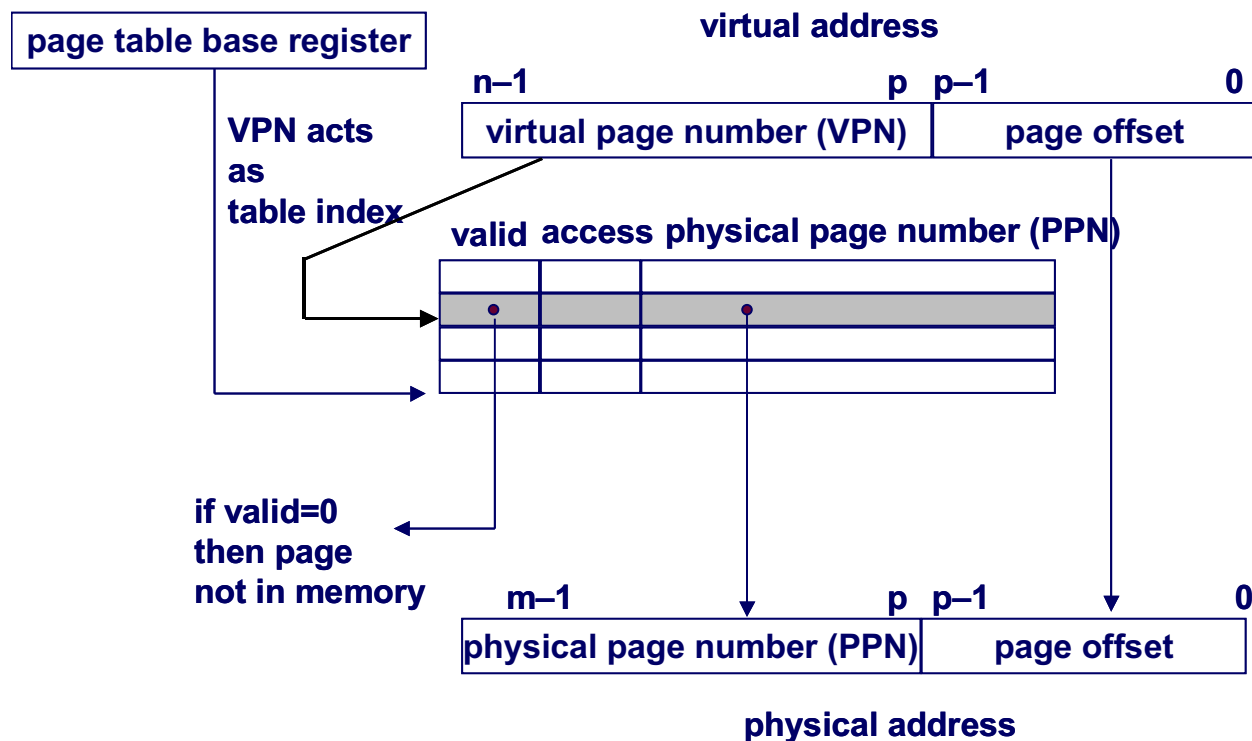 page table base register
virtual address
n–1 p p–1 0
virtual page number (VPN) page offset
VPN acts
as
table index
valid access physical page number (PPN)
if valid=0
then page
not in memory
m–1 p p–1 0
physical page number (PPN) page offset
physical address